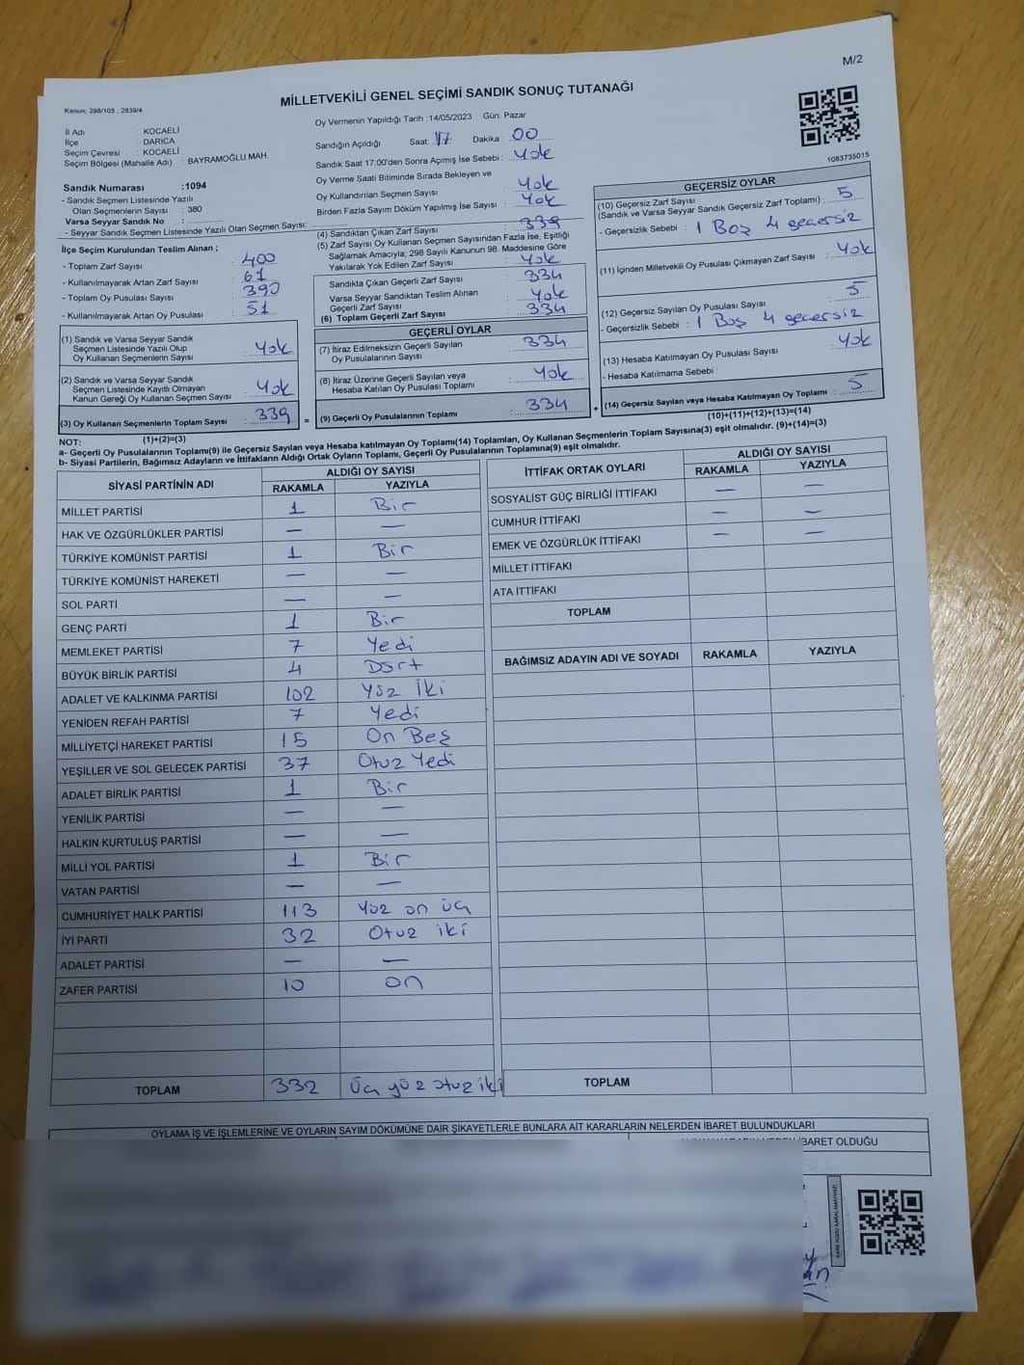 M/2
Kanun: 298/105 , 2839/4
MİLLETVEKİLİ GENEL SEÇİMİ SANDIK SONUÇ TUTANAĞI
İl Adı KOCAELİ
İlçe DARICA
Seçim Çevresi KOCAELİ
Seçim Bölgesi (Mahalle Adı) BAYRAMOĞLU MAH.
Sandık Numarası :1094
- Sandık Seçmen Listesinde Yazılı
Olan Seçmenlerin Sayısı : 380
Varsa Seyyar Sandık No :
- Seyyar Sandık Seçmen Listesinde Yazılı Olan Seçmen Sayısı:
İlçe Seçim Kurulundan Teslim Alınan ;
- Toplam Zarf Sayısı : 400
- Kullanılmayarak Artan Zarf Sayısı : 61
- Toplam Oy Pusulası Sayısı : 390
- Kullanılmayarak Artan Oy Pusulası : 51
(1) Sandık ve Varsa Seyyar Sandık
Seçmen Listesinde Yazılı Olup
Oy Kullanan Seçmenlerin Sayısı : Yok
(2) Sandık ve Varsa Seyyar Sandık
Seçmen Listesinde Kayıtlı Olmayan
Kanun Gereği Oy Kullanan Seçmen Sayısı : Yok
(3) Oy Kullanan Seçmenlerin Toplam Sayısı : 339
(1)+(2)=(3)
Oy Vermenin Yapıldığı Tarih :14/05/2023 Gün: Pazar
Sandığın Açıldığı Saat: 17 Dakika : 00
Sandık Saat 17:00'den Sonra Açımış İse Sebebi : Yok
Oy Verme Saati Bitiminde Sırada Bekleyen ve
Oy Kullandırılan Seçmen Sayısı : Yok
Birden Fazla Sayım Döküm Yapılmış İse Sayısı : Yok
(4) Sandıktan Çıkan Zarf Sayısı : 339
(5) Zarf Sayısı Oy Kullanan Seçmen Sayısından Fazla İse, Eşitliği
Sağlamak Amacıyla; 298 Sayılı Kanunun 98. Maddesine Göre
Yakılarak Yok Edilen Zarf Sayısı : Yok
Sandıkla Çıkan Geçerli Zarf Sayısı : 334
Varsa Seyyar Sandıktan Teslim Alınan
Geçerli Zarf Sayısı : Yok
(6) Toplam Geçerli Zarf Sayısı : 334
GEÇERLİ OYLAR
(7) İtiraz Edilmeksizin Geçerli Sayılan
Oy Pusulalarının Sayısı : 334
(8) İtiraz Üzerine Geçerli Sayılan veya
Hesaba Katılan Oy Pusulası Toplamı : Yok
= (9) Geçerli Oy Pusulalarının Toplamı : 334 +
1083735015
GEÇERSİZ OYLAR
(10) Geçersiz Zarf Sayısı
(Sandık ve Varsa Seyyar Sandık Geçersiz Zarf Toplamı) : 5
- Geçersizlik Sebebi : 1 Boş 4 geçersiz
(11) İçinden Milletvekili Oy Pusulası Çıkmayan Zarf Sayısı : Yok
(12) Geçersiz Sayılan Oy Pusulası Sayısı : 5
- Geçersizlik Sebebi : 1 Boş 4 geçersiz
(13) Hesaba Katılmayan Oy Pusulası Sayısı : Yok
- Hesaba Katılmama Sebebi
(14) Geçersiz Sayılan veya Hesaba Katılmayan Oy Toplamı : 5
(10)+(11)+(12)+(13)=(14)
NOT:
a- Geçerli Oy Pusulasının Toplamı(9) ile Geçersiz Sayılan veya Hesaba katılmayan Oy Toplamı(14) Toplamları, Oy Kullanan Seçmenlerin Toplam Sayısına(3) eşit olmalıdır. (9)+(14)=(3)
b- Siyasi Partilerin, Bağımsız Adayların ve İttifakların Aldığı Ortak Oyların Toplamı, Geçerli Oy Pusulalarının Toplamına(9) eşit olmalıdır.
SİYASİ PARTİNİN ADI ALDIĞI OY SAYISI
RAKAMLA YAZIYLA
MİLLET PARTİSİ 1 Bir
HAK VE ÖZGÜRLÜKLER PARTİSİ — —
TÜRKİYE KOMÜNİST PARTİSİ 1 Bir
TÜRKİYE KOMÜNİST HAREKETİ — —
SOL PARTİ — —
GENÇ PARTİ 1 Bir
MEMLEKET PARTİSİ 7 Yedi
BÜYÜK BİRLİK PARTİSİ 4 Dört
ADALET VE KALKINMA PARTİSİ 102 Yüz İki
YENİDEN REFAH PARTİSİ 7 Yedi
MİLLİYETÇİ HAREKET PARTİSİ 15 On Beş
YEŞİLLER VE SOL GELECEK PARTİSİ 37 Otuz Yedi
ADALET BİRLİK PARTİSİ 1 Bir
YENİLİK PARTİSİ — —
HALKIN KURTULUŞ PARTİSİ — —
MİLLİ YOL PARTİSİ 1 Bir
VATAN PARTİSİ — —
CUMHURİYET HALK PARTİSİ 113 Yüz on üç
İYİ PARTİ 32 Otuz iki
ADALET PARTİSİ — —
ZAFER PARTİSİ 10 on
TOPLAM 332 Üç yüz otuz iki
İTTİFAK ORTAK OYLARI ALDIĞI OY SAYISI
RAKAMLA YAZIYLA
SOSYALİST GÜÇ BİRLİĞİ İTTİFAKI — —
CUMHUR İTTİFAKI — —
EMEK VE ÖZGÜRLÜK İTTİFAKI — —
MİLLET İTTİFAKI
ATA İTTİFAKI
TOPLAM
BAĞIMSIZ ADAYIN ADI VE SOYADI RAKAMLA YAZIYLA
TOPLAM
OYLAMA İŞ VE İŞLEMLERİNE VE OYLARIN SAYIM DÖKÜMÜNE DAİR ŞİKAYETLERLE BUNLARA AİT KARARLARIN NELERDEN İBARET BULUNDUKLARI
İBARET OLDUĞU